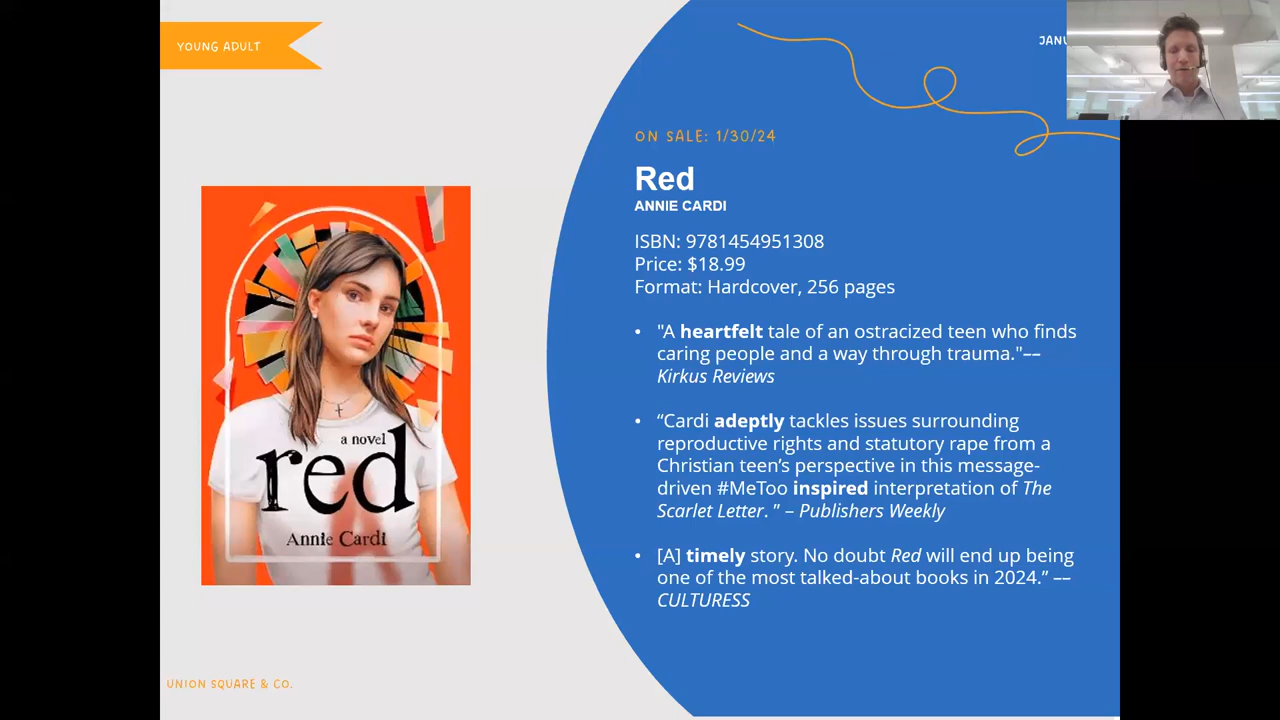 YOUNG ADULT
ON SALE: 1/30/24
Red
ANNIE CARDI
ISBN: 9781454951308
Price: $18.99
Format: Hardcover, 256 pages
• "A heartfelt tale of an ostracized teen who finds
caring people and a way through trauma."––
Kirkus Reviews
• “Cardi adeptly tackles issues surrounding
reproductive rights and statutory rape from a
Christian teen’s perspective in this message-
driven #MeToo inspired interpretation of The
Scarlet Letter. ” – Publishers Weekly
• [A] timely story. No doubt Red will end up being
one of the most talked-about books in 2024.” ––
CULTURESS
a novel
red
Annie Cardi
UNION SQUARE & CO.